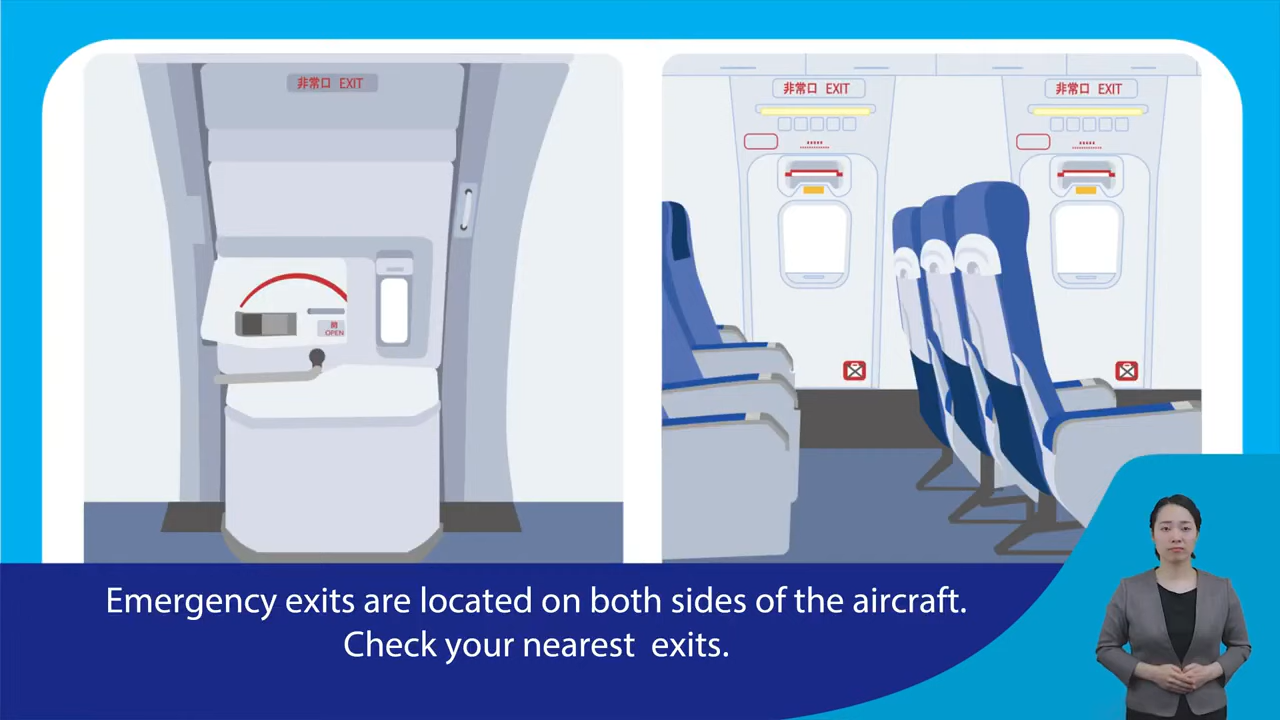 非常口 EXIT
開
OPEN
非常口 EXIT
非常口 EXIT
Emergency exits are located on both sides of the aircraft.
Check your nearest exits.